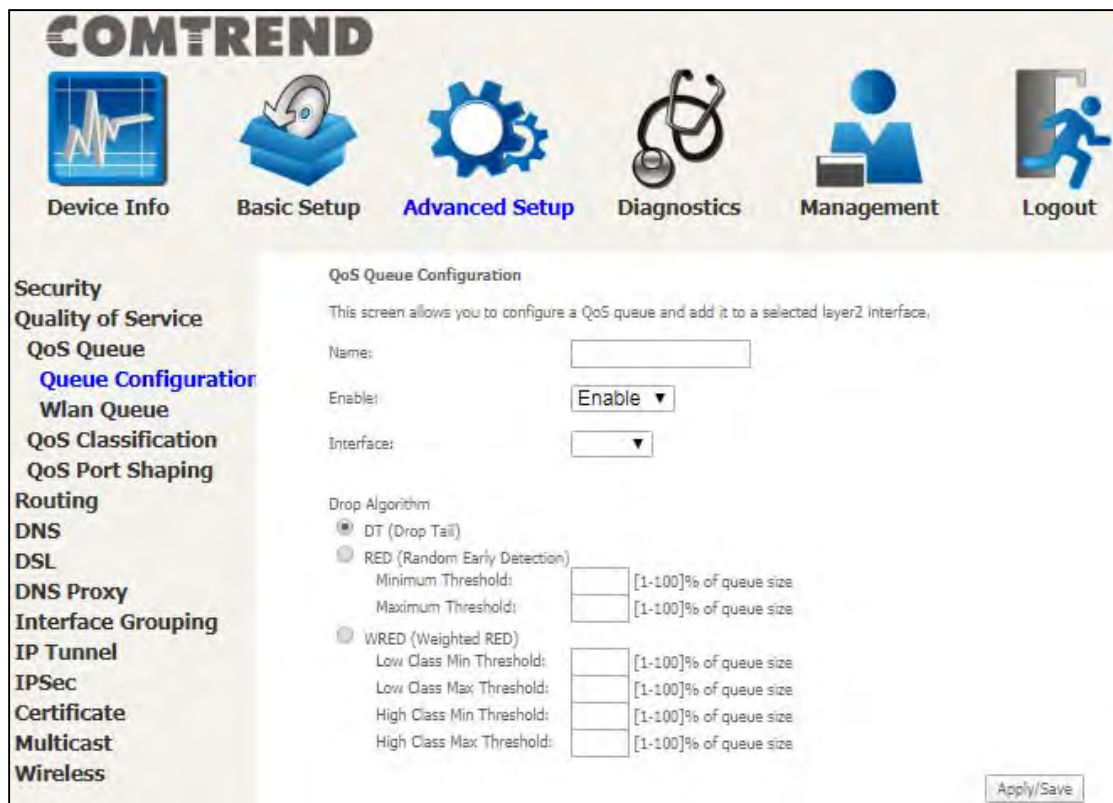 COMTREND
Device Info Basic Setup Advanced Setup Diagnostics Management Logout
Security
Quality of Service
QoS Queue
Queue Configuration
Wlan Queue
QoS Classification
QoS Port Shaping
Routing
DNS
DSL
DNS Proxy
Interface Grouping
IP Tunnel
IPSec
Certificate
Multicast
Wireless
QoS Queue Configuration
This screen allows you to configure a QoS queue and add it to a selected layer2 interface.
Name:
Enable: Enable
Interface:
Drop Algorithm
DT (Drop Tail)
RED (Random Early Detection)
Minimum Threshold: [1-100]% of queue size
Maximum Threshold: [1-100]% of queue size
WRED (Weighted RED)
Low Class Min Threshold: [1-100]% of queue size
Low Class Max Threshold: [1-100]% of queue size
High Class Min Threshold: [1-100]% of queue size
High Class Max Threshold: [1-100]% of queue size
Apply/Save